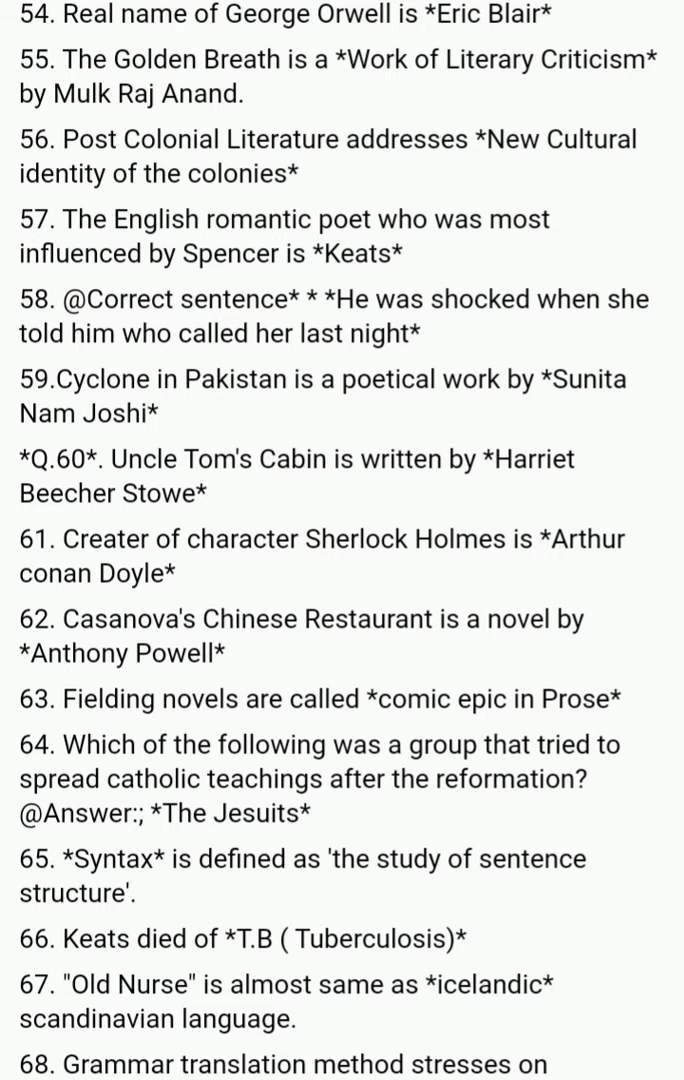 54. Real name of George Orwell is *Eric Blair*
55. The Golden Breath is a *Work of Literary Criticism*
by Mulk Raj Anand.
56. Post Colonial Literature addresses *New Cultural
identity of the colonies*
57. The English romantic poet who was most
influenced by Spencer is *Keats*
58. @Correct sentence* * *He was shocked when she
told him who called her last night*
59.Cyclone in Pakistan is a poetical work by *Sunita
Nam Joshi*
*Q.60*. Uncle Tom's Cabin is written by *Harriet
Beecher Stowe*
61. Creater of character Sherlock Holmes is *Arthur
conan Doyle*
62. Casanova's Chinese Restaurant is a novel by
*Anthony Powell*
63. Fielding novels are called *comic epic in Prose*
64. Which of the following was a group that tried to
spread catholic teachings after the reformation?
@Answer:; *The Jesuits*
65. *Syntax* is defined as 'the study of sentence
structure'.
66. Keats died of *T.B ( Tuberculosis)*
67. "Old Nurse" is almost same as *icelandic*
scandinavian language.
68. Grammar translation method stresses on